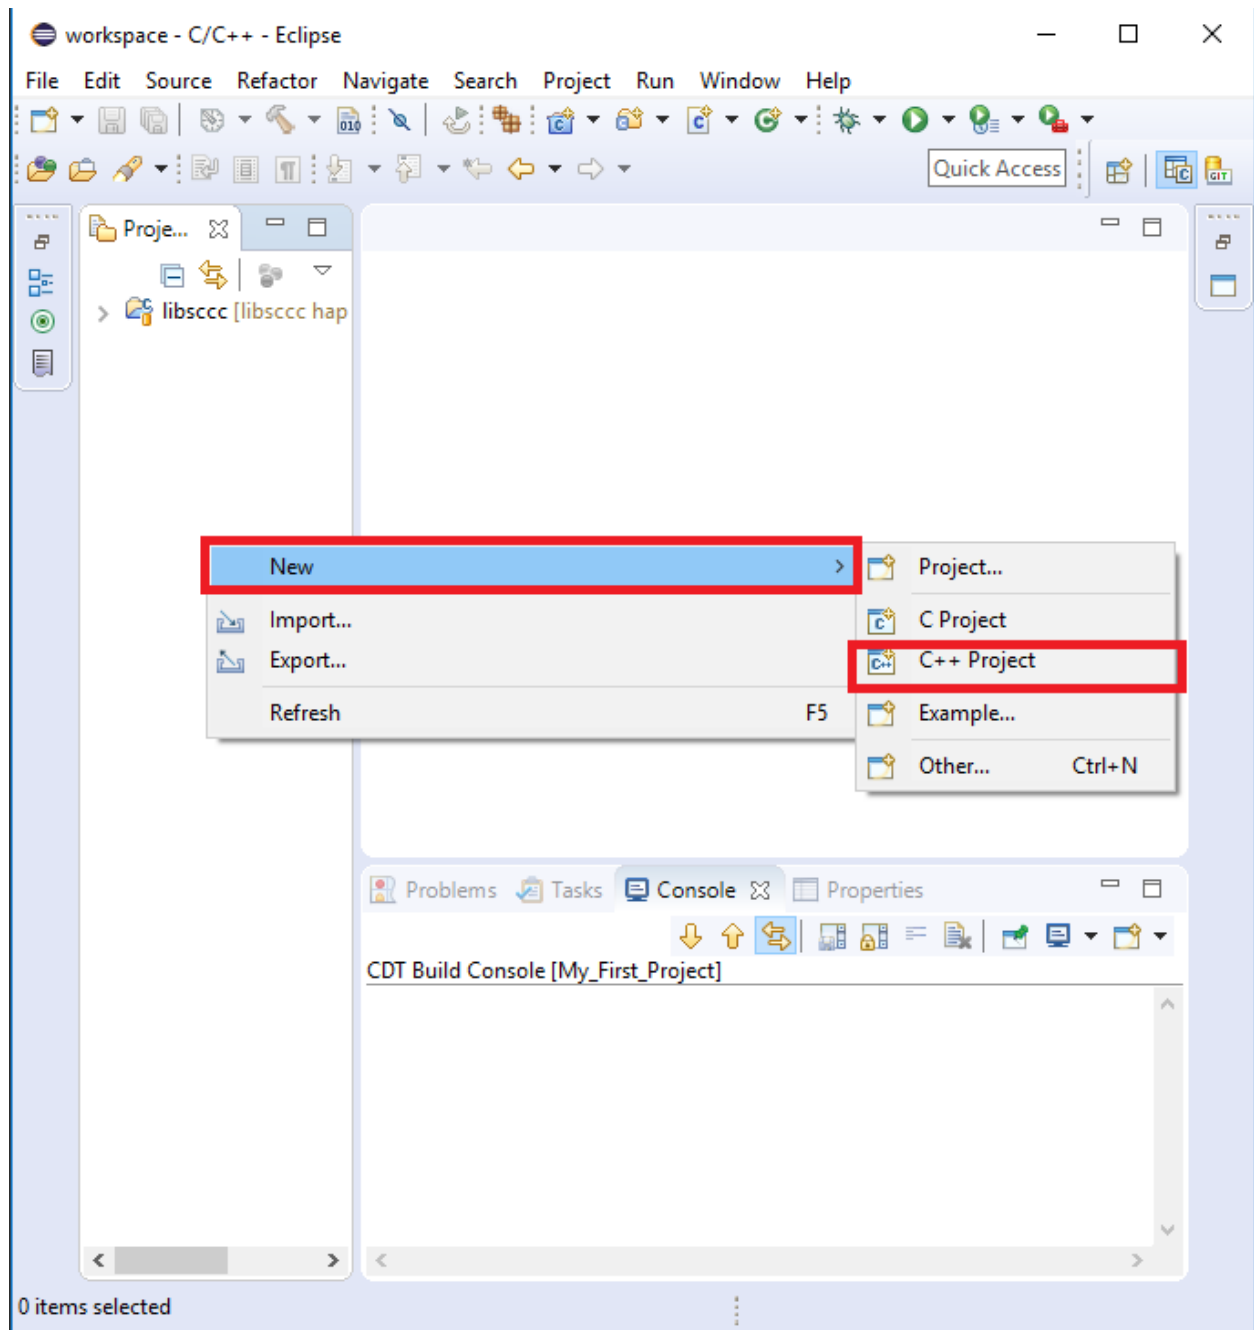 workspace - C/C++ - Eclipse
File Edit Source Refactor Navigate Search Project Run Window Help
010
Quick Access
GIT
Proje...
libsccc [libsccc hap
New
Import...
Export...
Refresh F5
Project...
C Project
C++ Project
Example...
Other... Ctrl+N
Problems Tasks Console Properties
CDT Build Console [My_First_Project]
0 items selected